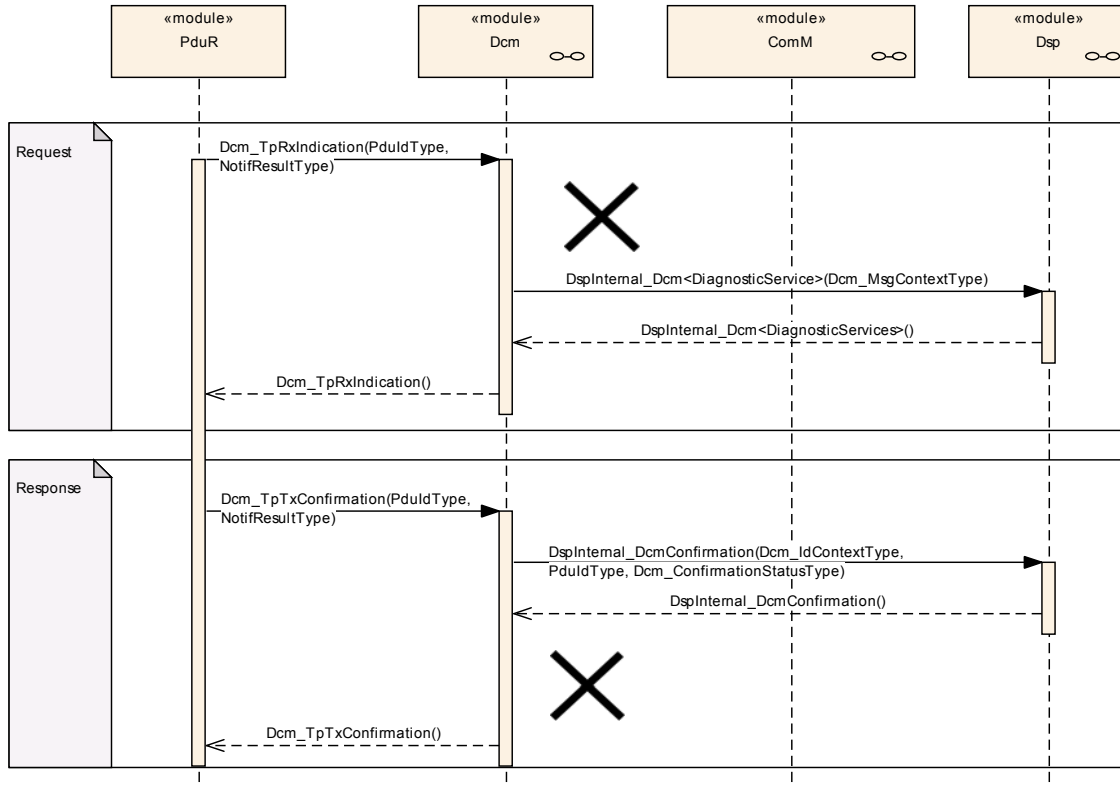 «module»
PduR
«module»
Dcm
«module»
ComM
«module»
Dsp
Request
Dcm_TpRxIndication(PduIdType,
NotifResultType)
DspInternal_Dcm<DiagnosticService>(Dcm_MsgContextType)
DspInternal_Dcm<DiagnosticServices>()
Dcm_TpRxIndication()
Response
Dcm_TpTxConfirmation(PduIdType,
NotifResultType)
DspInternal_DcmConfirmation(Dcm_IdContextType,
PduIdType, Dcm_ConfirmationStatusType)
DspInternal_DcmConfirmation()
Dcm_TpTxConfirmation()